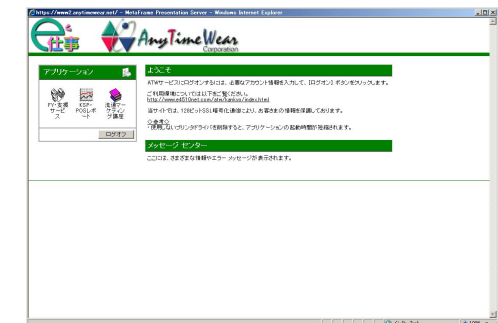 https://www2.anytimewear.net/ - MetaFrame Presentation Server - Windows Internet Explorer
e仕事
AnyTimeWear
Corporation
アプリケーション
FY-支援サービス
KSP-POSレポート
流通マーケティング講座
ログオフ
ようこそ
ATWサービスにログオンするには、必要なアカウント情報を入力して、[ログオン] ボタンをクリックします。
ご利用環境については以下をご覧ください。
当サイトでは、128ビットSSL暗号化通信により、お客さまの情報を保護しております。
◇参考◇
・使用しないプリンタドライバを削除すると、アプリケーションの起動時間が短縮されます。
メッセージ センター
ここには、さまざまな情報やエラー メッセージが表示されます。